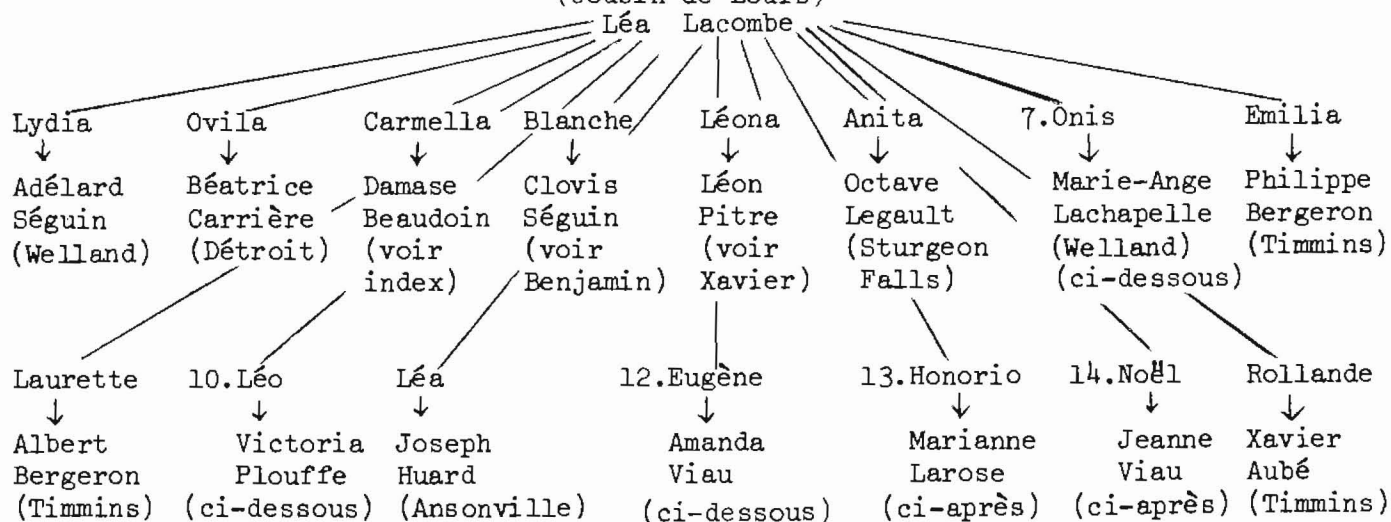 (cousin de Louis)
Léa Lacombe
Lydia Ovila Carmella Blanche Léona Anita 7.Onis Emilia
Adélard Béatrice Damase Clovis Léon Octave Marie-Ange Philippe
Séguin Carrière Beaudoin Séguin Pitre Legault Lachapelle Bergeron
(Welland) (Détroit) (voir (voir (voir (Sturgeon (Welland) (Timmins)
index) Benjamin) Xavier) Falls) (ci-dessous)
Laurette 10.Léo Léa 12.Eugène 13.Honorio 14.Noël Rollande
Albert Victoria Joseph Amanda Marianne Jeanne Xavier
Bergeron Plouffe Huard Viau Larose Viau Aubé
(Timmins) (ci-dessous) (Ansonville) (ci-dessous) (ci-après) (ci-après) (Timmins)